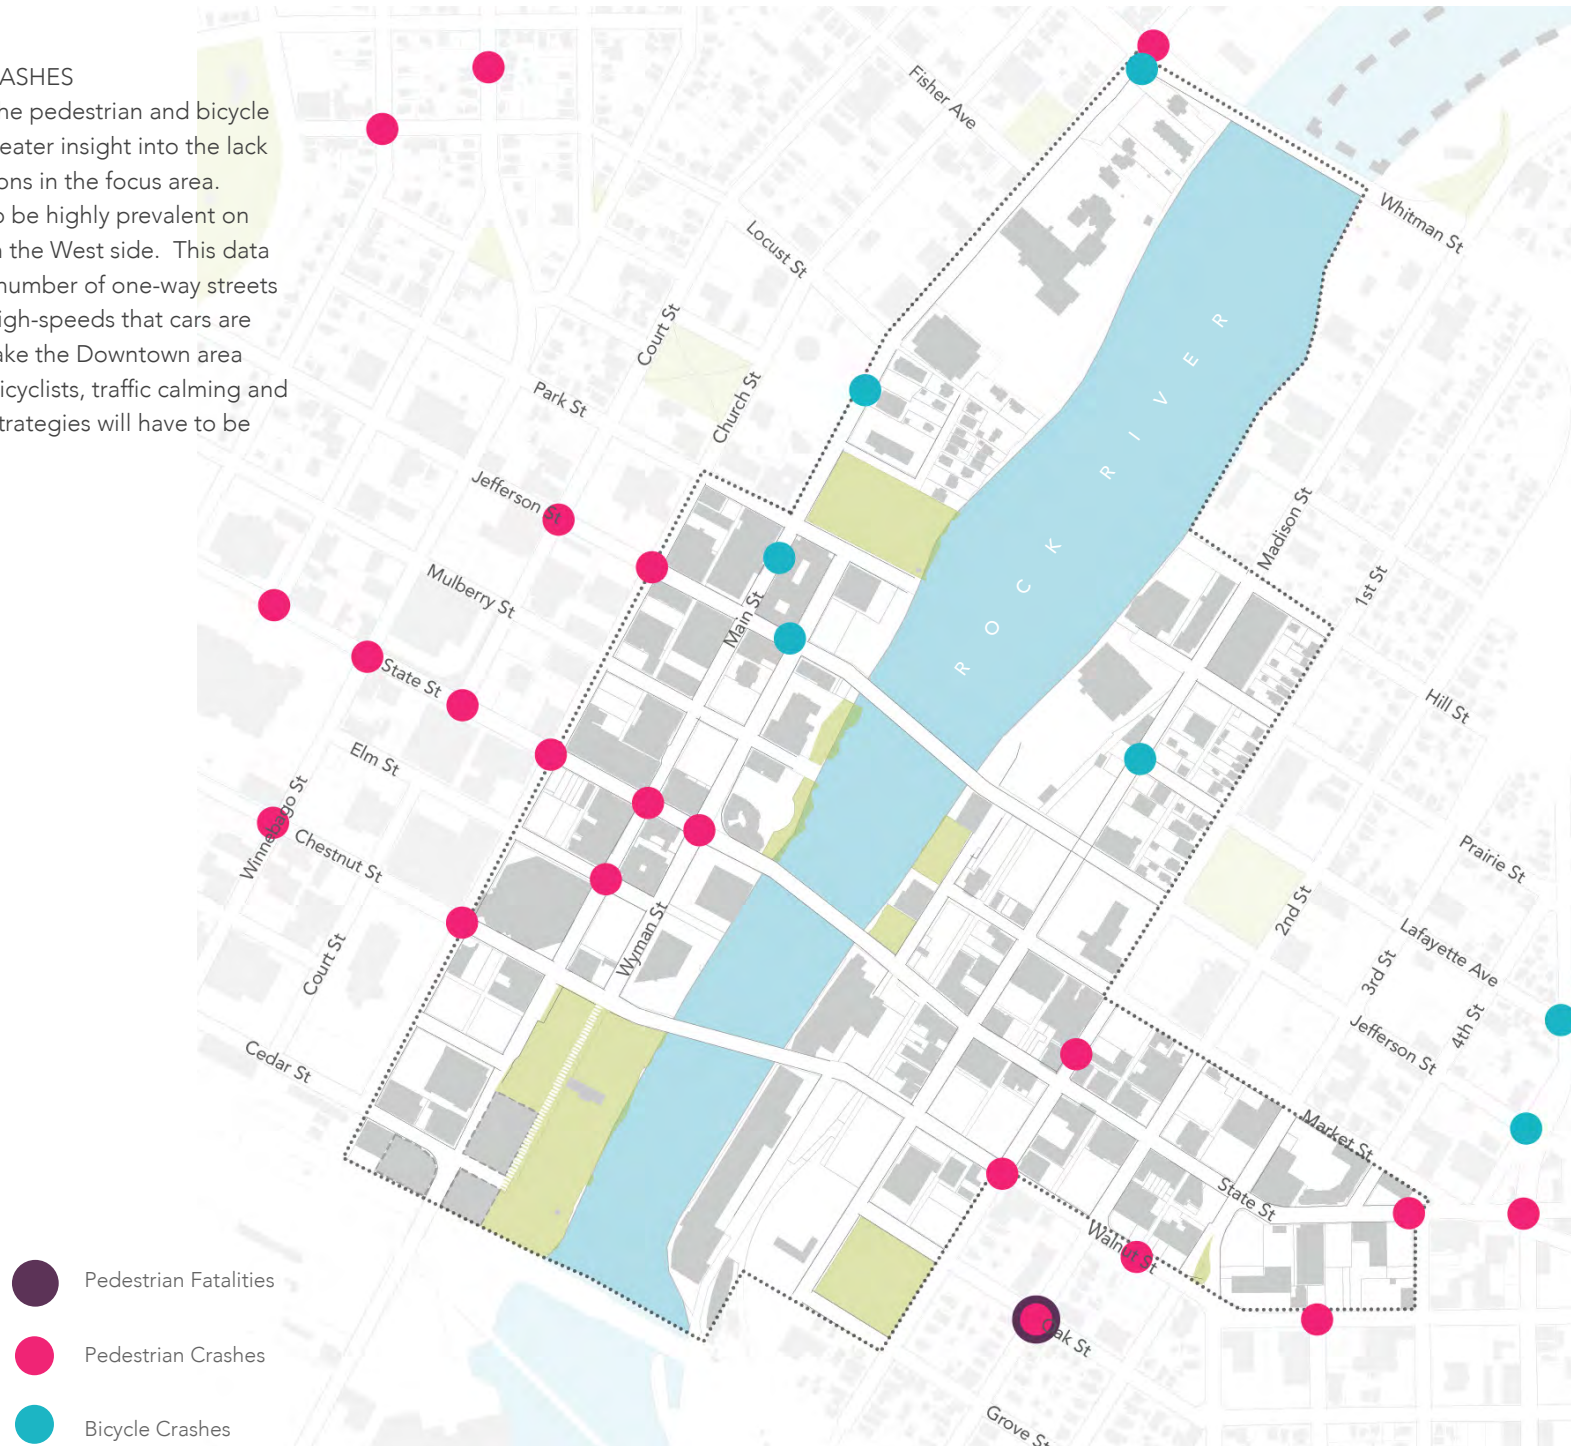 ASHES
ne pedestrian and bicycle
eater insight into the lack
ons in the focus area.
o be highly prevalent on
n the West side.  This data
number of one-way streets
igh-speeds that cars are
ake the Downtown area
icyclists, traffic calming and
trategies will have to be
Fisher Ave
Whitman St
Locust St
Court St
Park St
Church St
ROCK RIVER
Jefferson St
Madison St
Mulberry St
Main St
1st St
State St
Hill St
Elm St
Winnebago St
Chestnut St
Prairie St
2nd St
Wyman St
Lafayette Ave
Court St
3rd St
4th St
Jefferson St
Cedar St
Market St
State St
Walnut St
Oak St
Grove St
Pedestrian Fatalities
Pedestrian Crashes
Bicycle Crashes